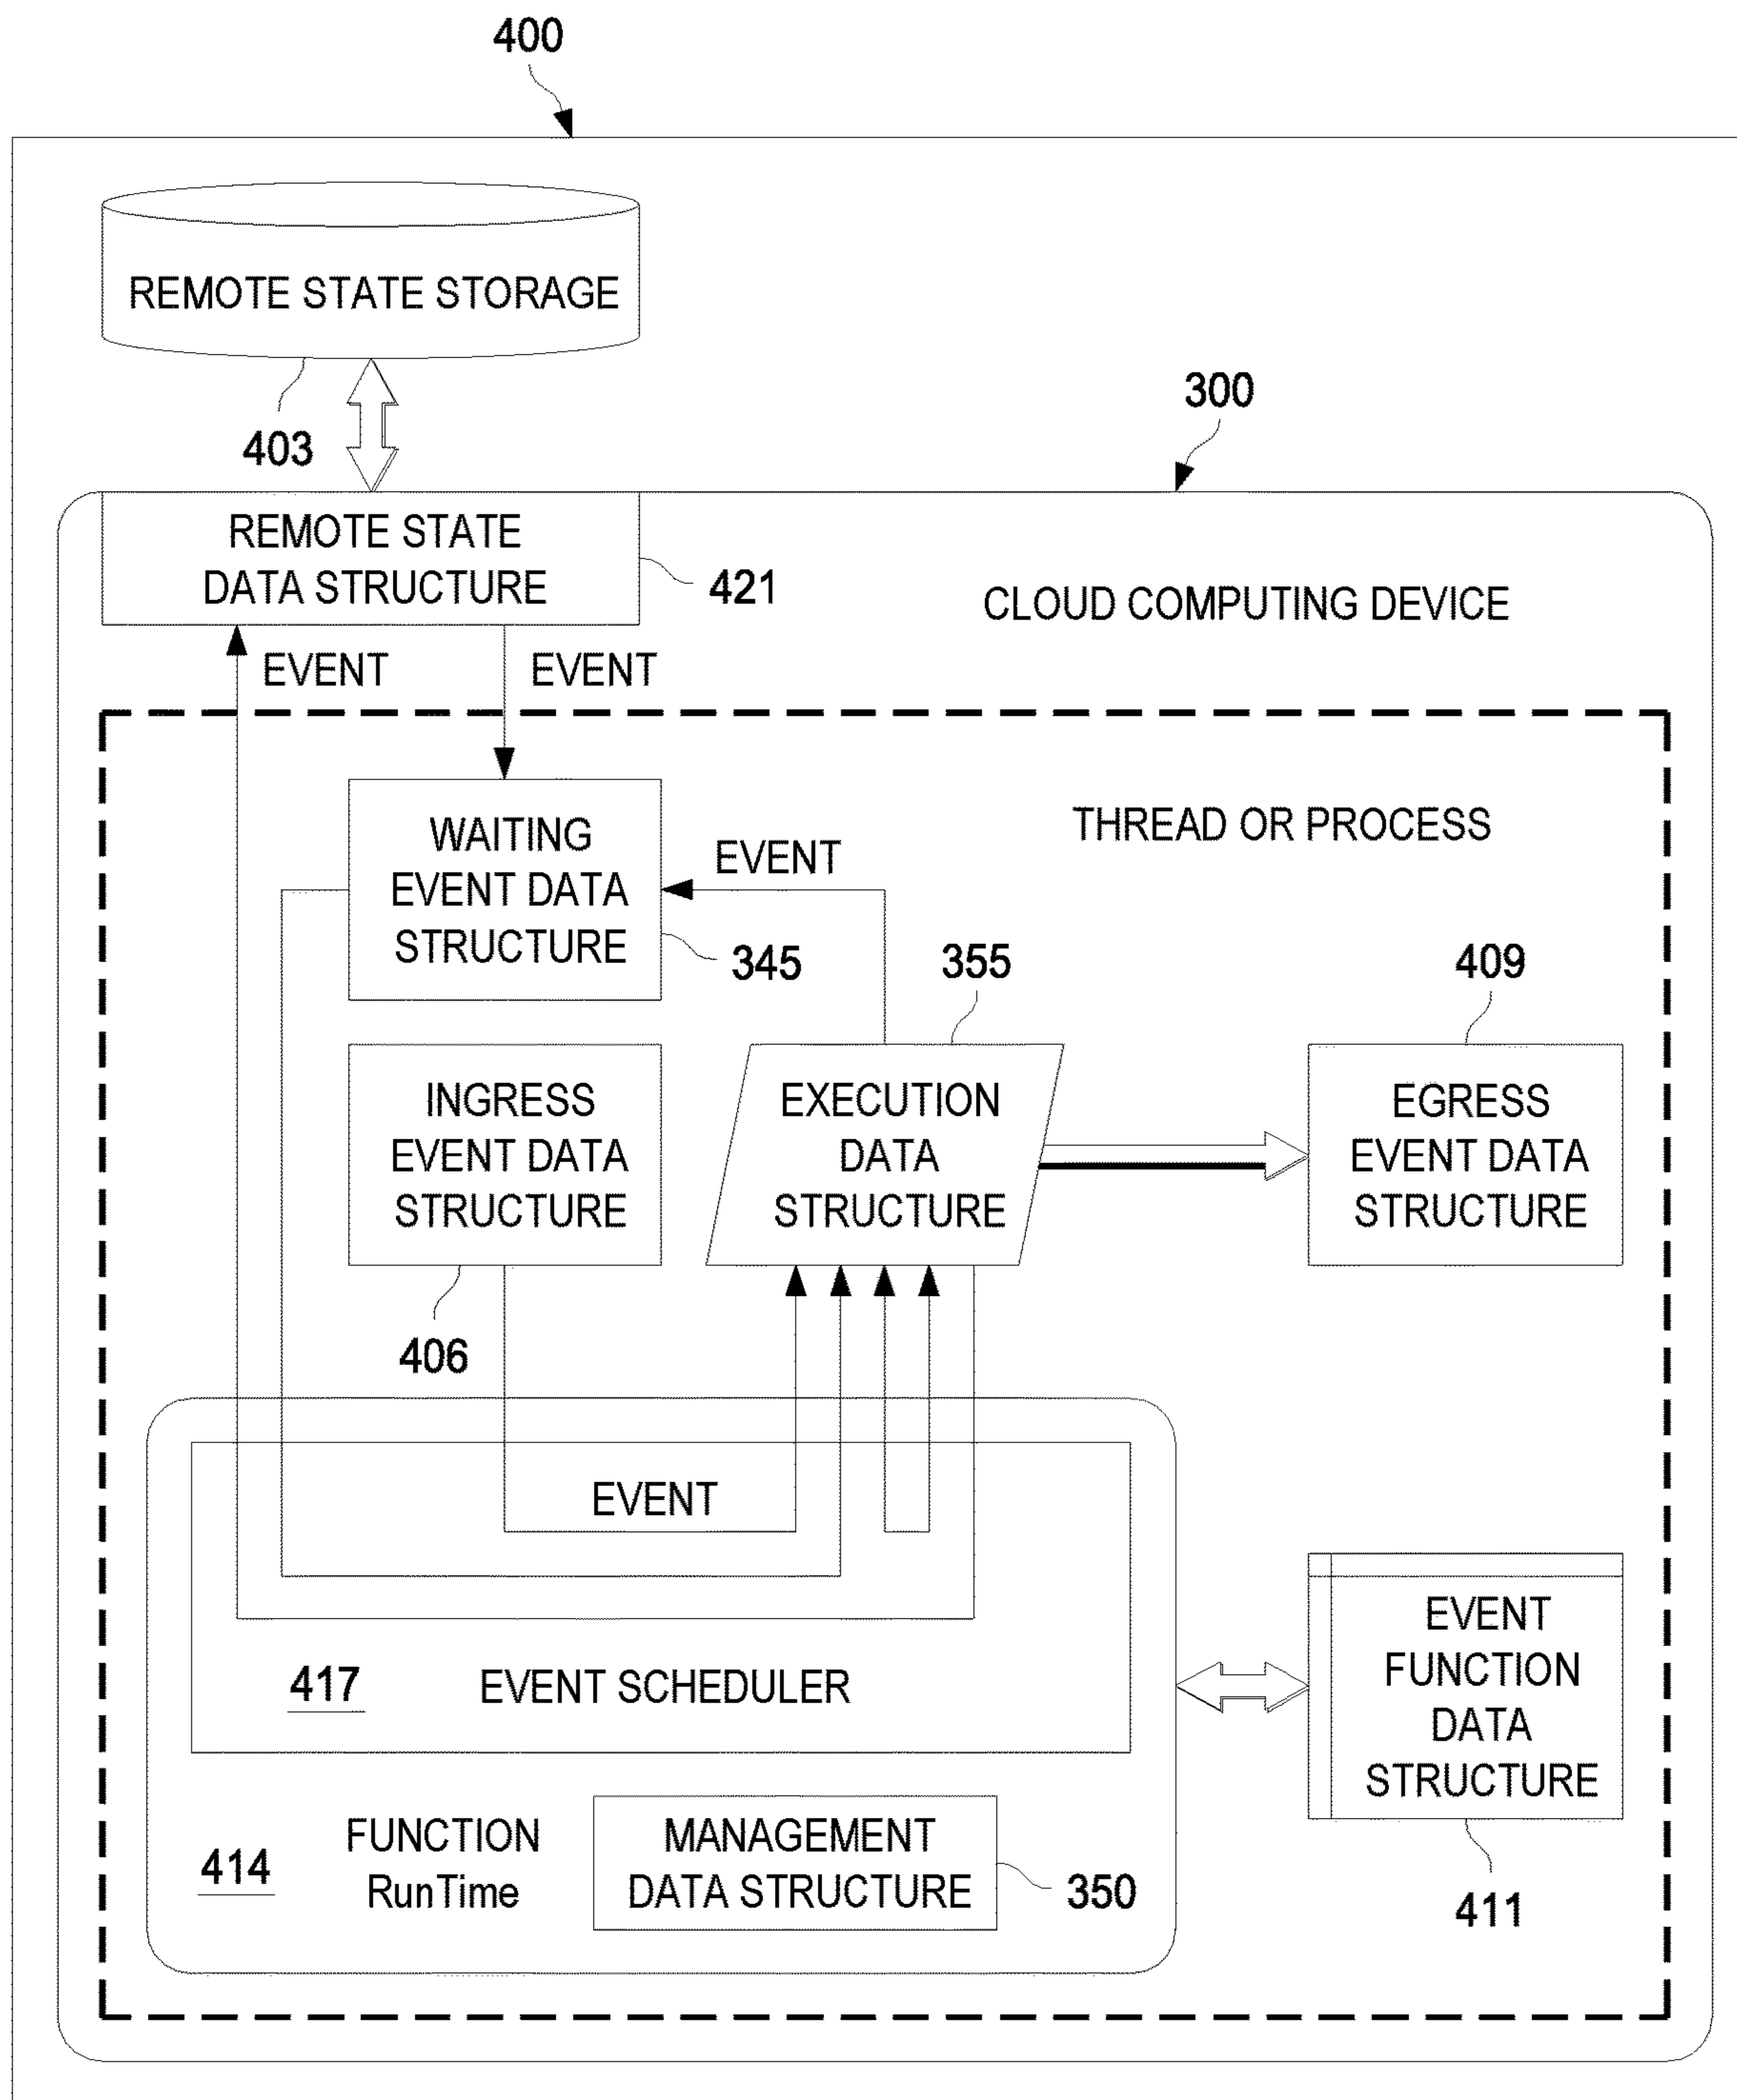 400
REMOTE STATE STORAGE
403
300
REMOTE STATE
DATA STRUCTURE
421
CLOUD COMPUTING DEVICE
EVENT
EVENT
THREAD OR PROCESS
WAITING
EVENT DATA
STRUCTURE
EVENT
345
355
409
INGRESS
EVENT DATA
STRUCTURE
EXECUTION
DATA
STRUCTURE
EGRESS
EVENT DATA
STRUCTURE
406
EVENT
417
EVENT SCHEDULER
EVENT
FUNCTION
DATA
STRUCTURE
414
FUNCTION
RunTime
MANAGEMENT
DATA STRUCTURE
350
411